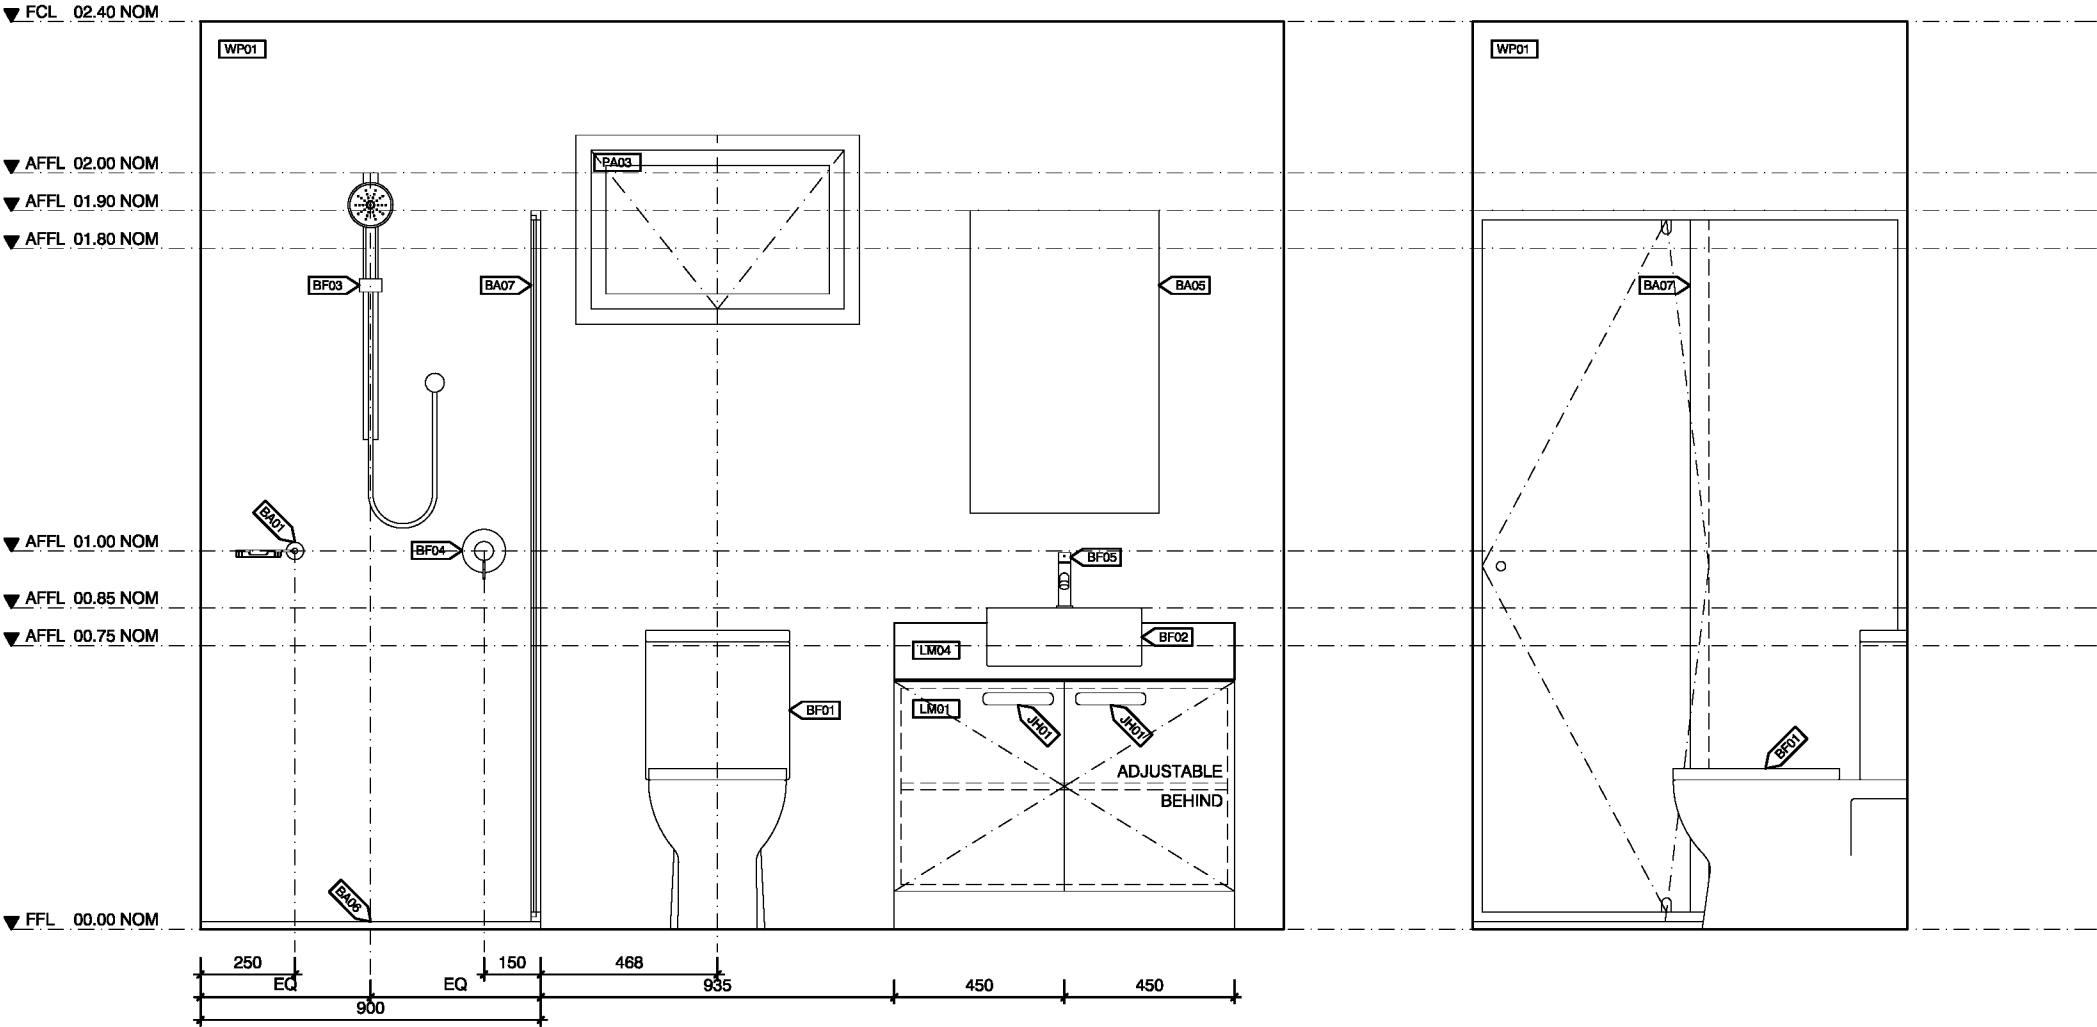 FCL 02.40 NOM
WP01
WP01
AFFL 02.00 NOM
PA03
AFFL 01.90 NOM
AFFL 01.80 NOM
BF03
BA07
BA05
BA07
BA01
AFFL 01.00 NOM
BF04
BF05
AFFL 00.85 NOM
AFFL 00.75 NOM
BF02
LM04
LM01
BF01
JH01
JH01
BF01
ADJUSTABLE
BEHIND
BA06
FFL 00.00 NOM
250
150
468
EQ
EQ
935
450
450
900